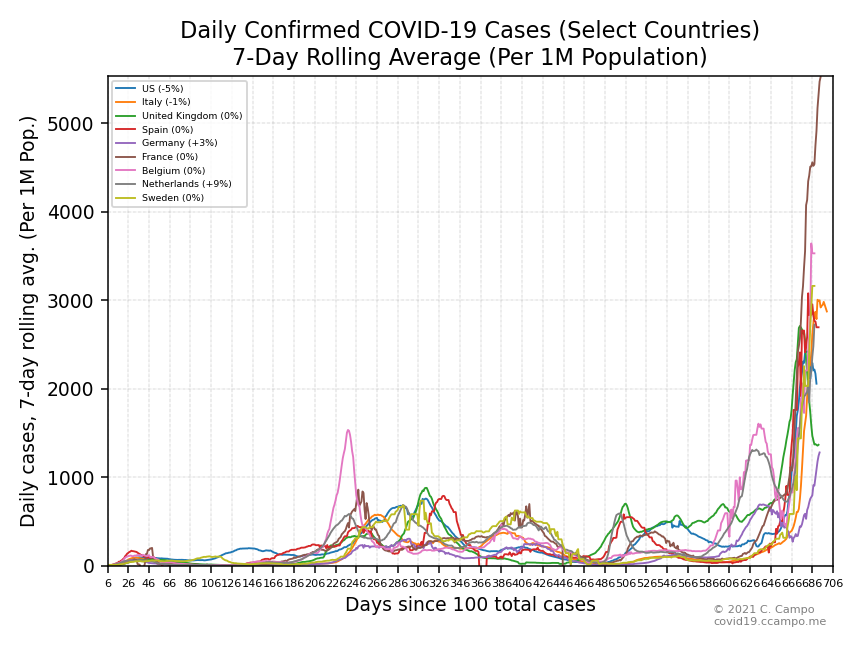 Daily Confirmed COVID-19 Cases (Select Countries)
7-Day Rolling Average (Per 1M Population)
Daily cases, 7-day rolling avg. (Per 1M Pop.)
5000
4000
3000
2000
1000
0
US (-5%)
Italy (-1%)
United Kingdom (0%)
Spain (0%)
Germany (+3%)
France (0%)
Belgium (0%)
Netherlands (+9%)
Sweden (0%)
6 26 46 66 86 106 126 146 166 186 206 226 246 266 286 306 326 346 366 386 406 426 446 466 486 506 526 546 566 586 606 626 646 666 686 706
Days since 100 total cases
© 2021 C. Campo
covid19.ccampo.me